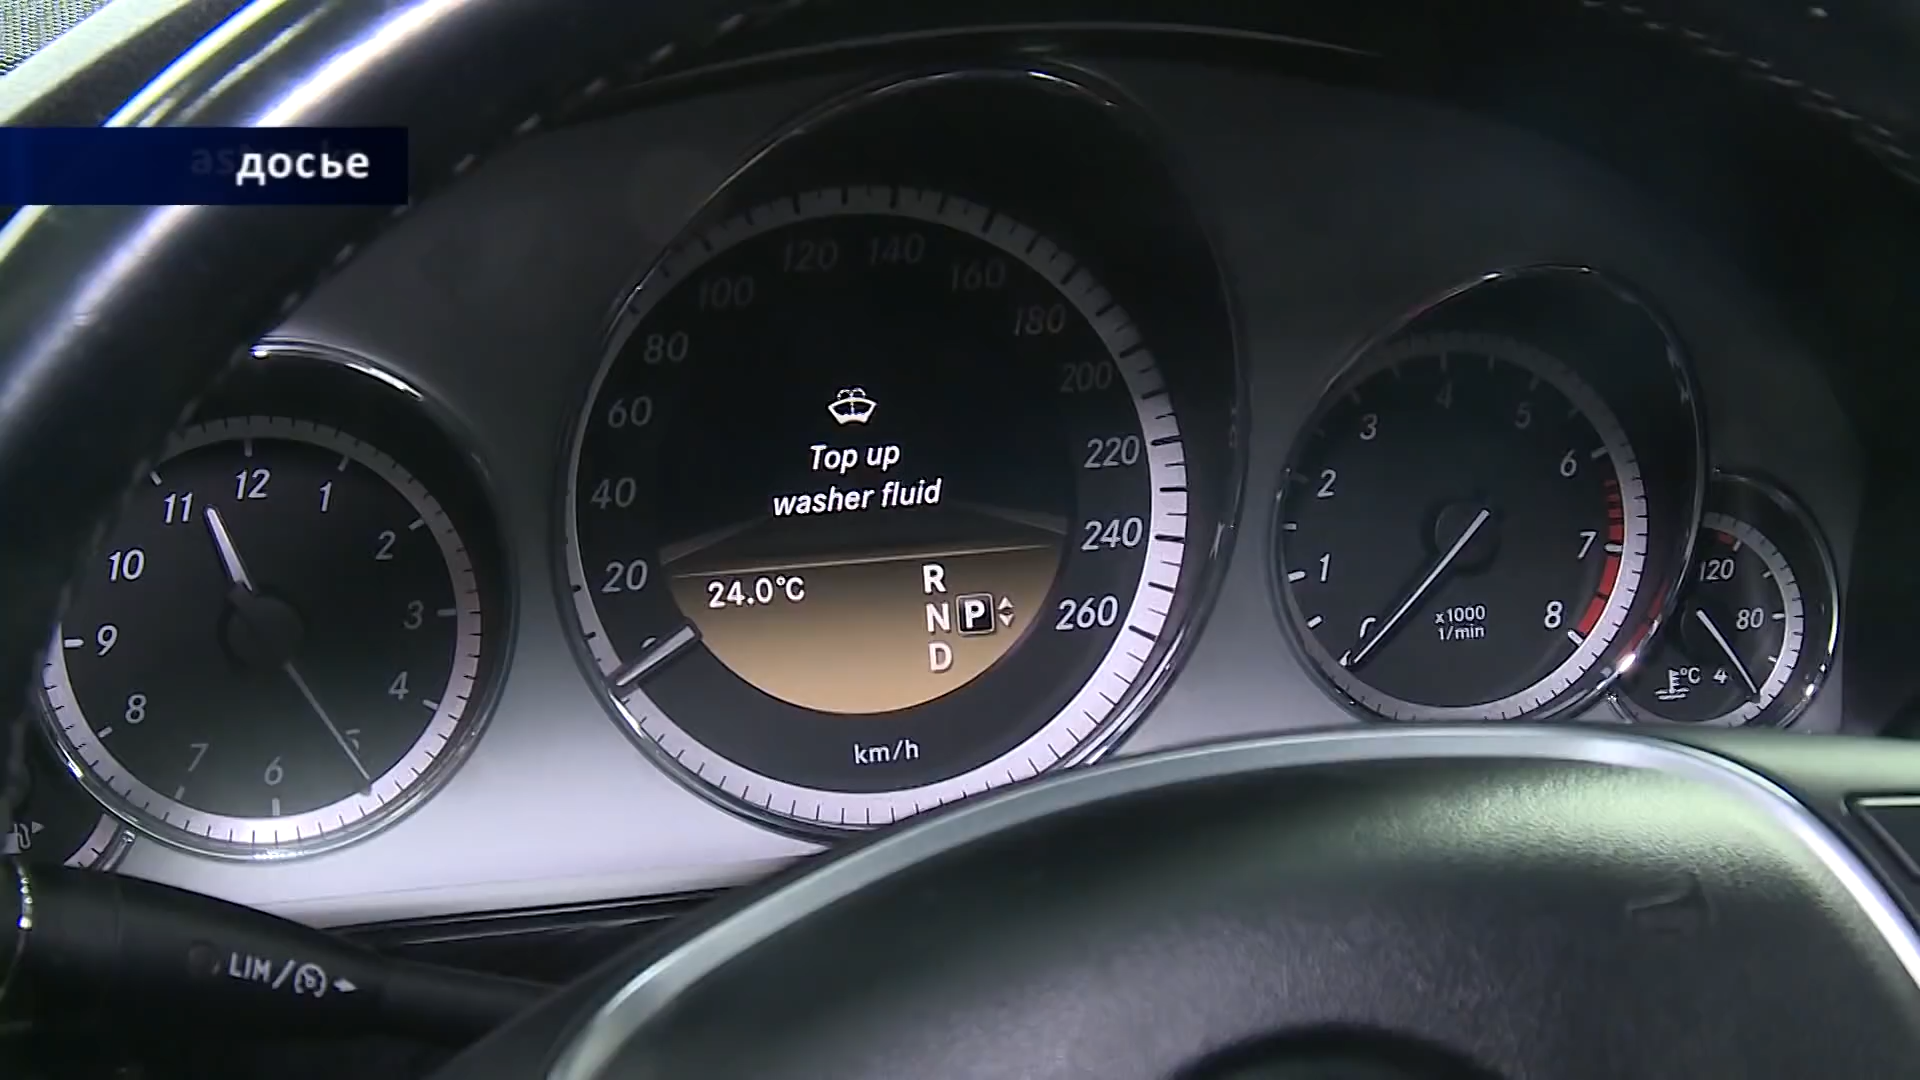 досье
120 140
100 160
80 180
60 200
40 220
20 240
260
Top up
washer fluid
24.0°C
R
N P
D
km/h
12
11 1
10 2
9 3
8 4
7 5
6
1
2
3
4
5
6
7
8
x1000
1/min
120
80
°C
LIM/